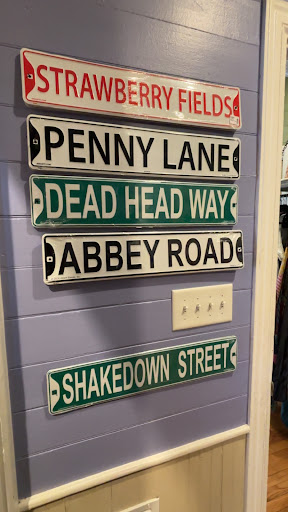 STRAWBERRY FIELDS
PENNY LANE
DEAD HEAD WAY
ABBEY ROAD
SHAKEDOWN STREET